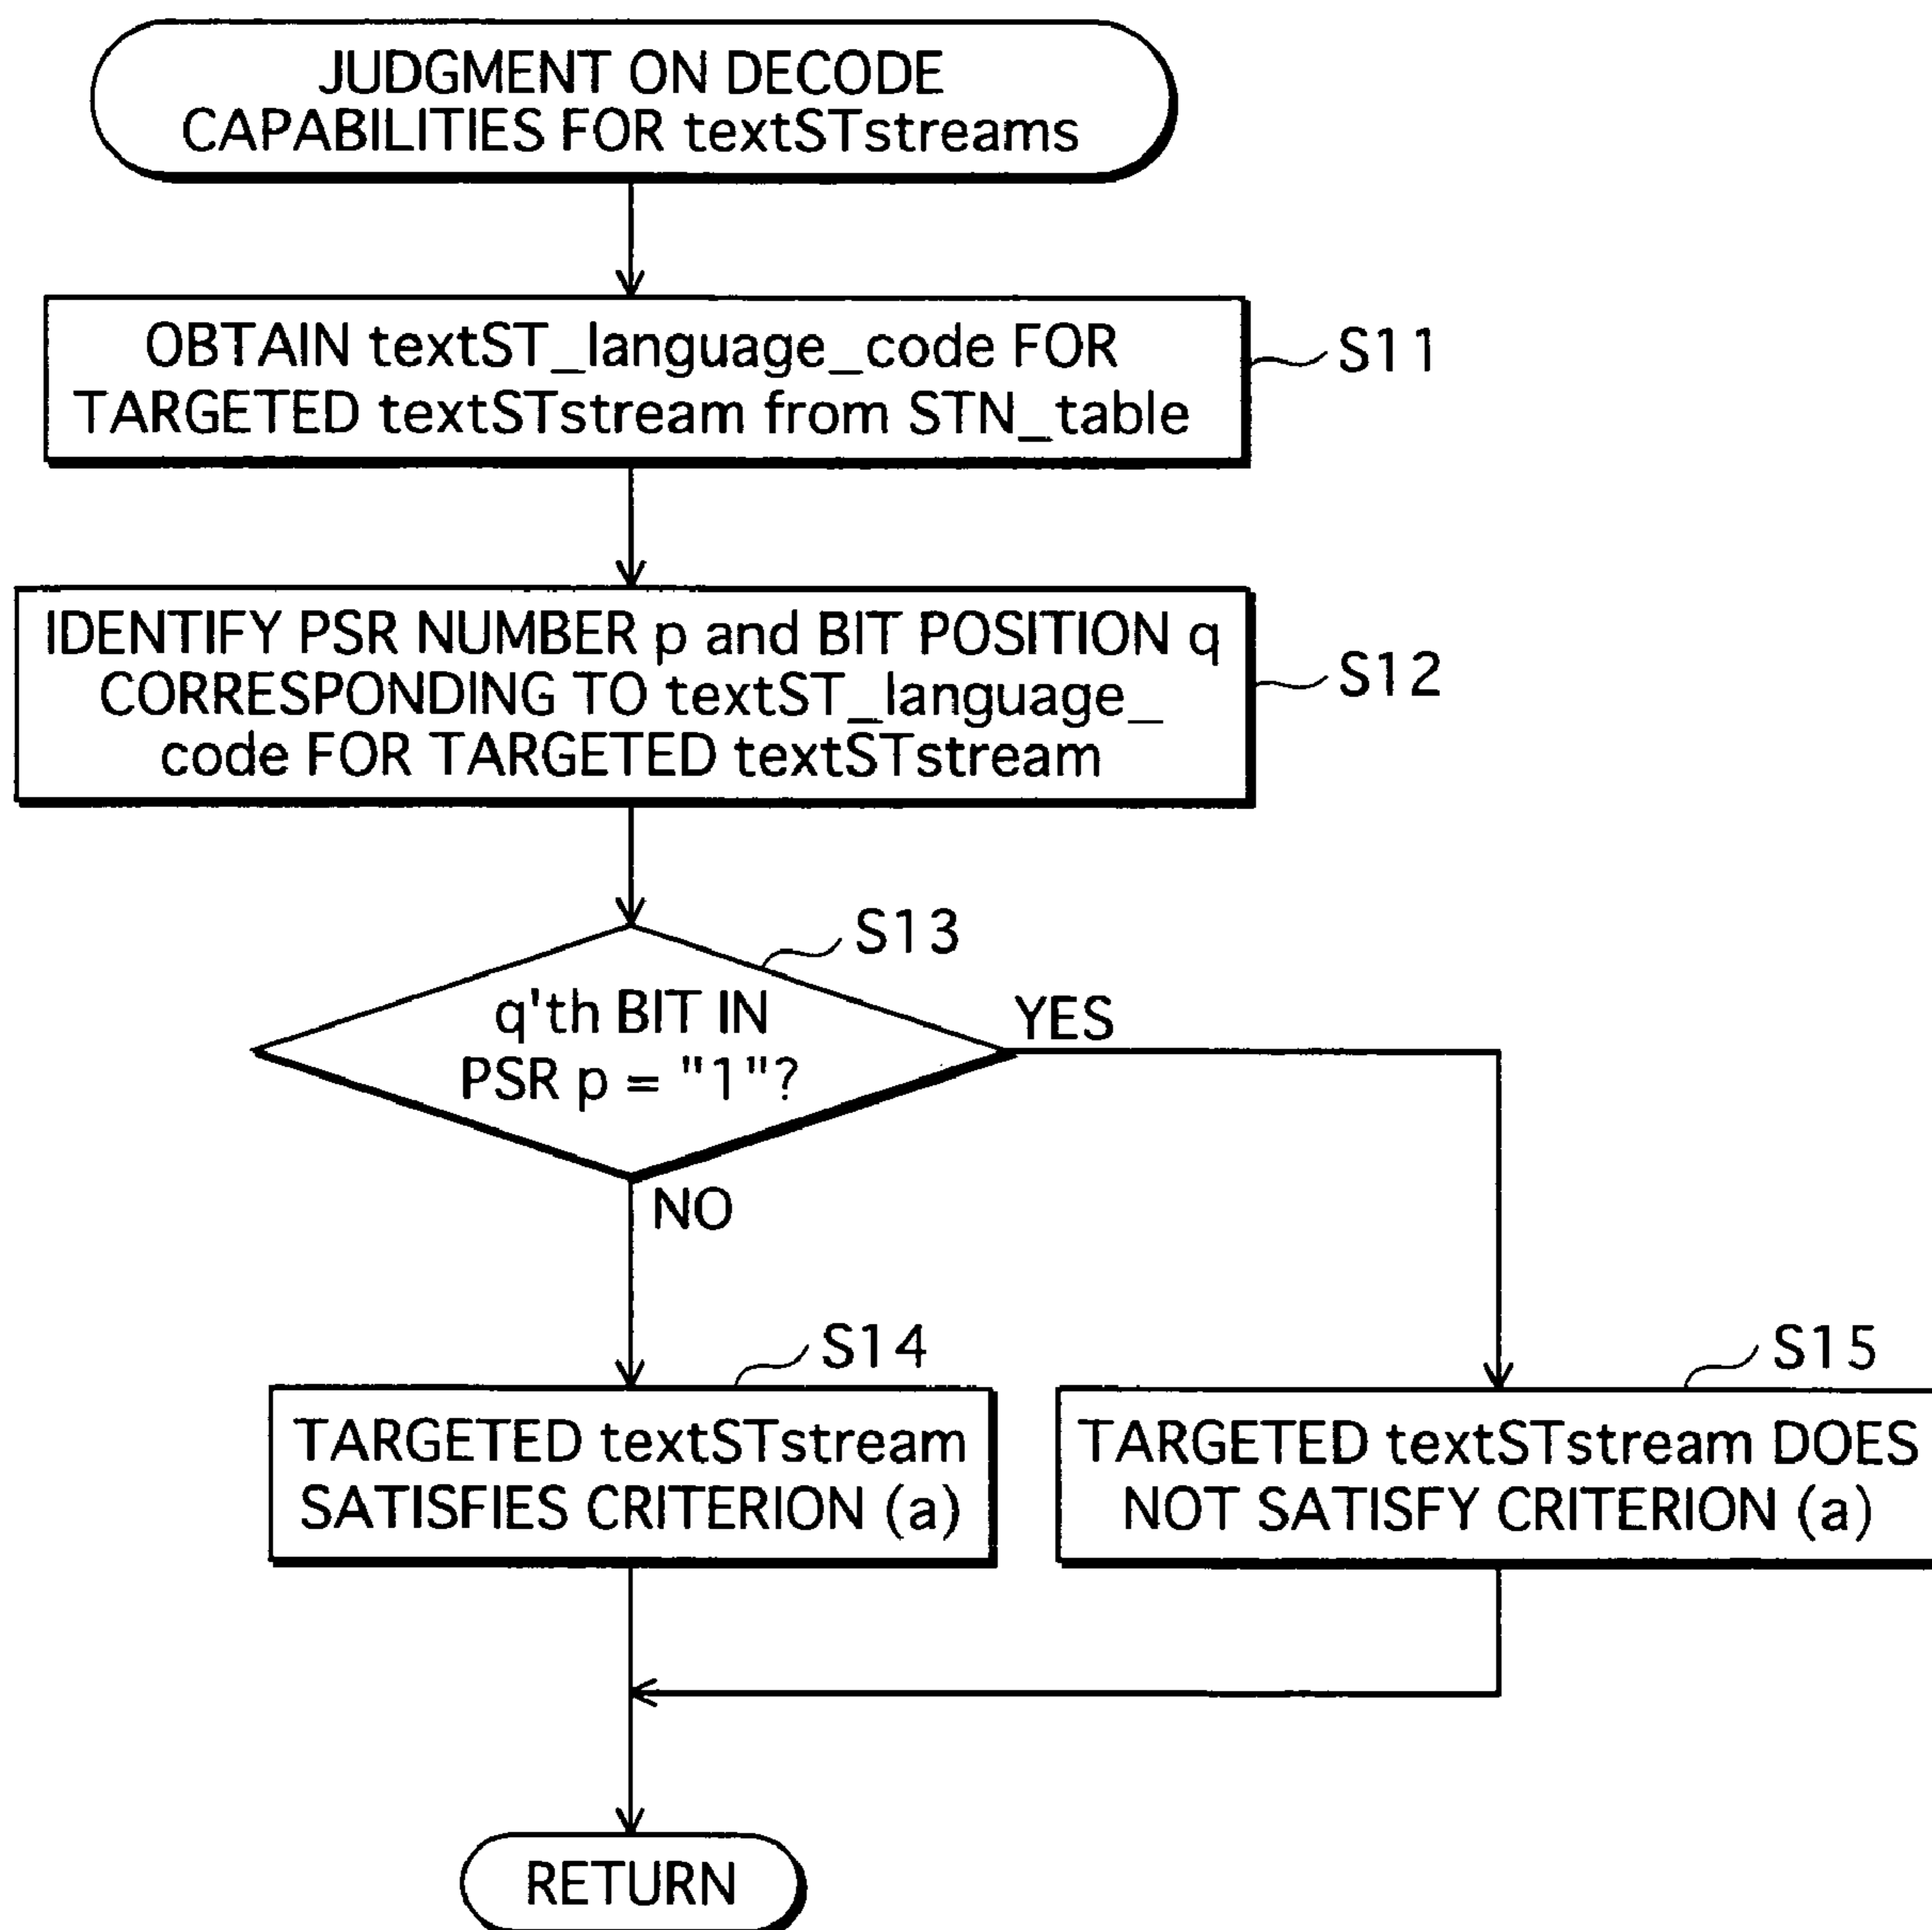 JUDGMENT ON DECODE
CAPABILITIES FOR textSTstreams
OBTAIN textST_language_code FOR
TARGETED textSTstream from STN_table
S11
IDENTIFY PSR NUMBER p and BIT POSITION q
CORRESPONDING TO textST_language_
code FOR TARGETED textSTstream
S12
S13
q'th BIT IN
PSR p = "1"?
YES
NO
S14
TARGETED textSTstream
SATISFIES CRITERION (a)
S15
TARGETED textSTstream DOES
NOT SATISFY CRITERION (a)
RETURN